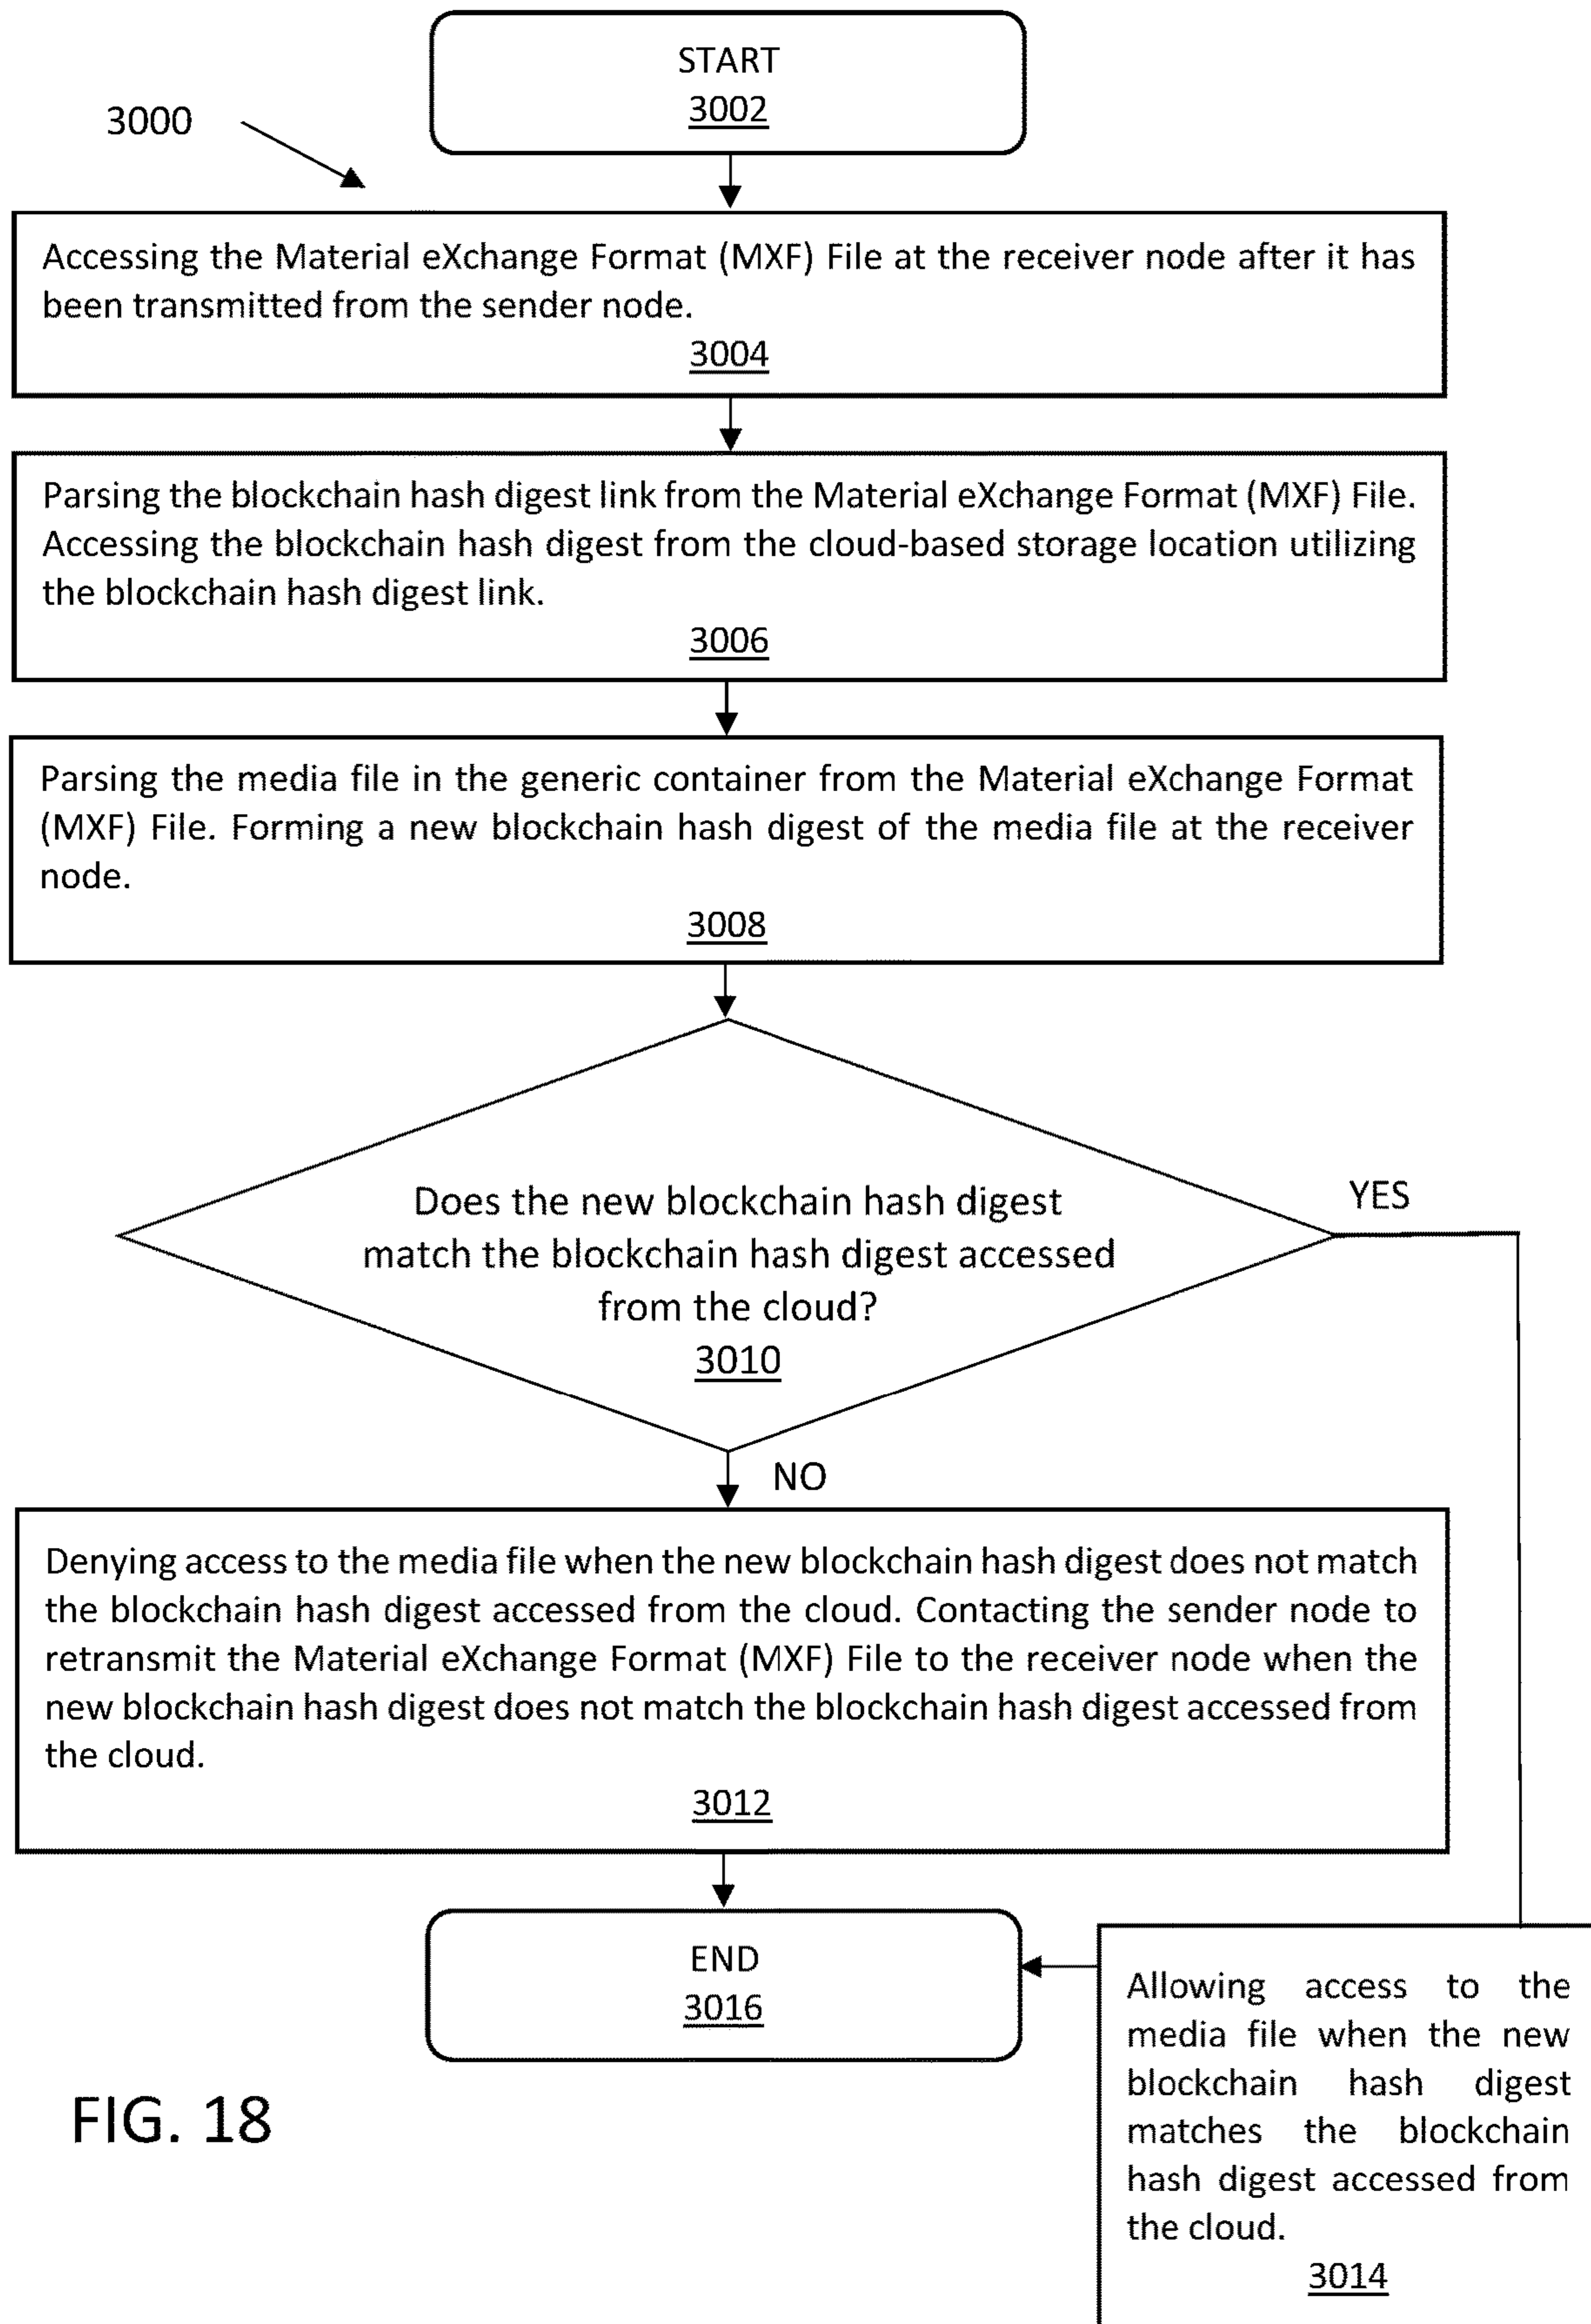 START
3002
3000
Accessing the Material eXchange Format (MXF) File at the receiver node after it has
been transmitted from the sender node.
3004
Parsing the blockchain hash digest link from the Material eXchange Format (MXF) File.
Accessing the blockchain hash digest from the cloud-based storage location utilizing
the blockchain hash digest link.
3006
Parsing the media file in the generic container from the Material eXchange Format
(MXF) File. Forming a new blockchain hash digest of the media file at the receiver
node.
3008
Does the new blockchain hash digest
match the blockchain hash digest accessed
from the cloud?
3010
YES
NO
Denying access to the media file when the new blockchain hash digest does not match
the blockchain hash digest accessed from the cloud. Contacting the sender node to
retransmit the Material eXchange Format (MXF) File to the receiver node when the
new blockchain hash digest does not match the blockchain hash digest accessed from
the cloud.
3012
END
3016
Allowing access to the
media file when the new
blockchain hash digest
matches the blockchain
hash digest accessed from
the cloud.
3014
FIG. 18